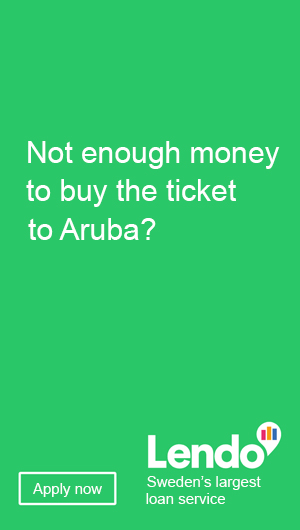 Not enough money
to buy the ticket
to Aruba?
Lendo
Sweden's largest
loan service
Apply now